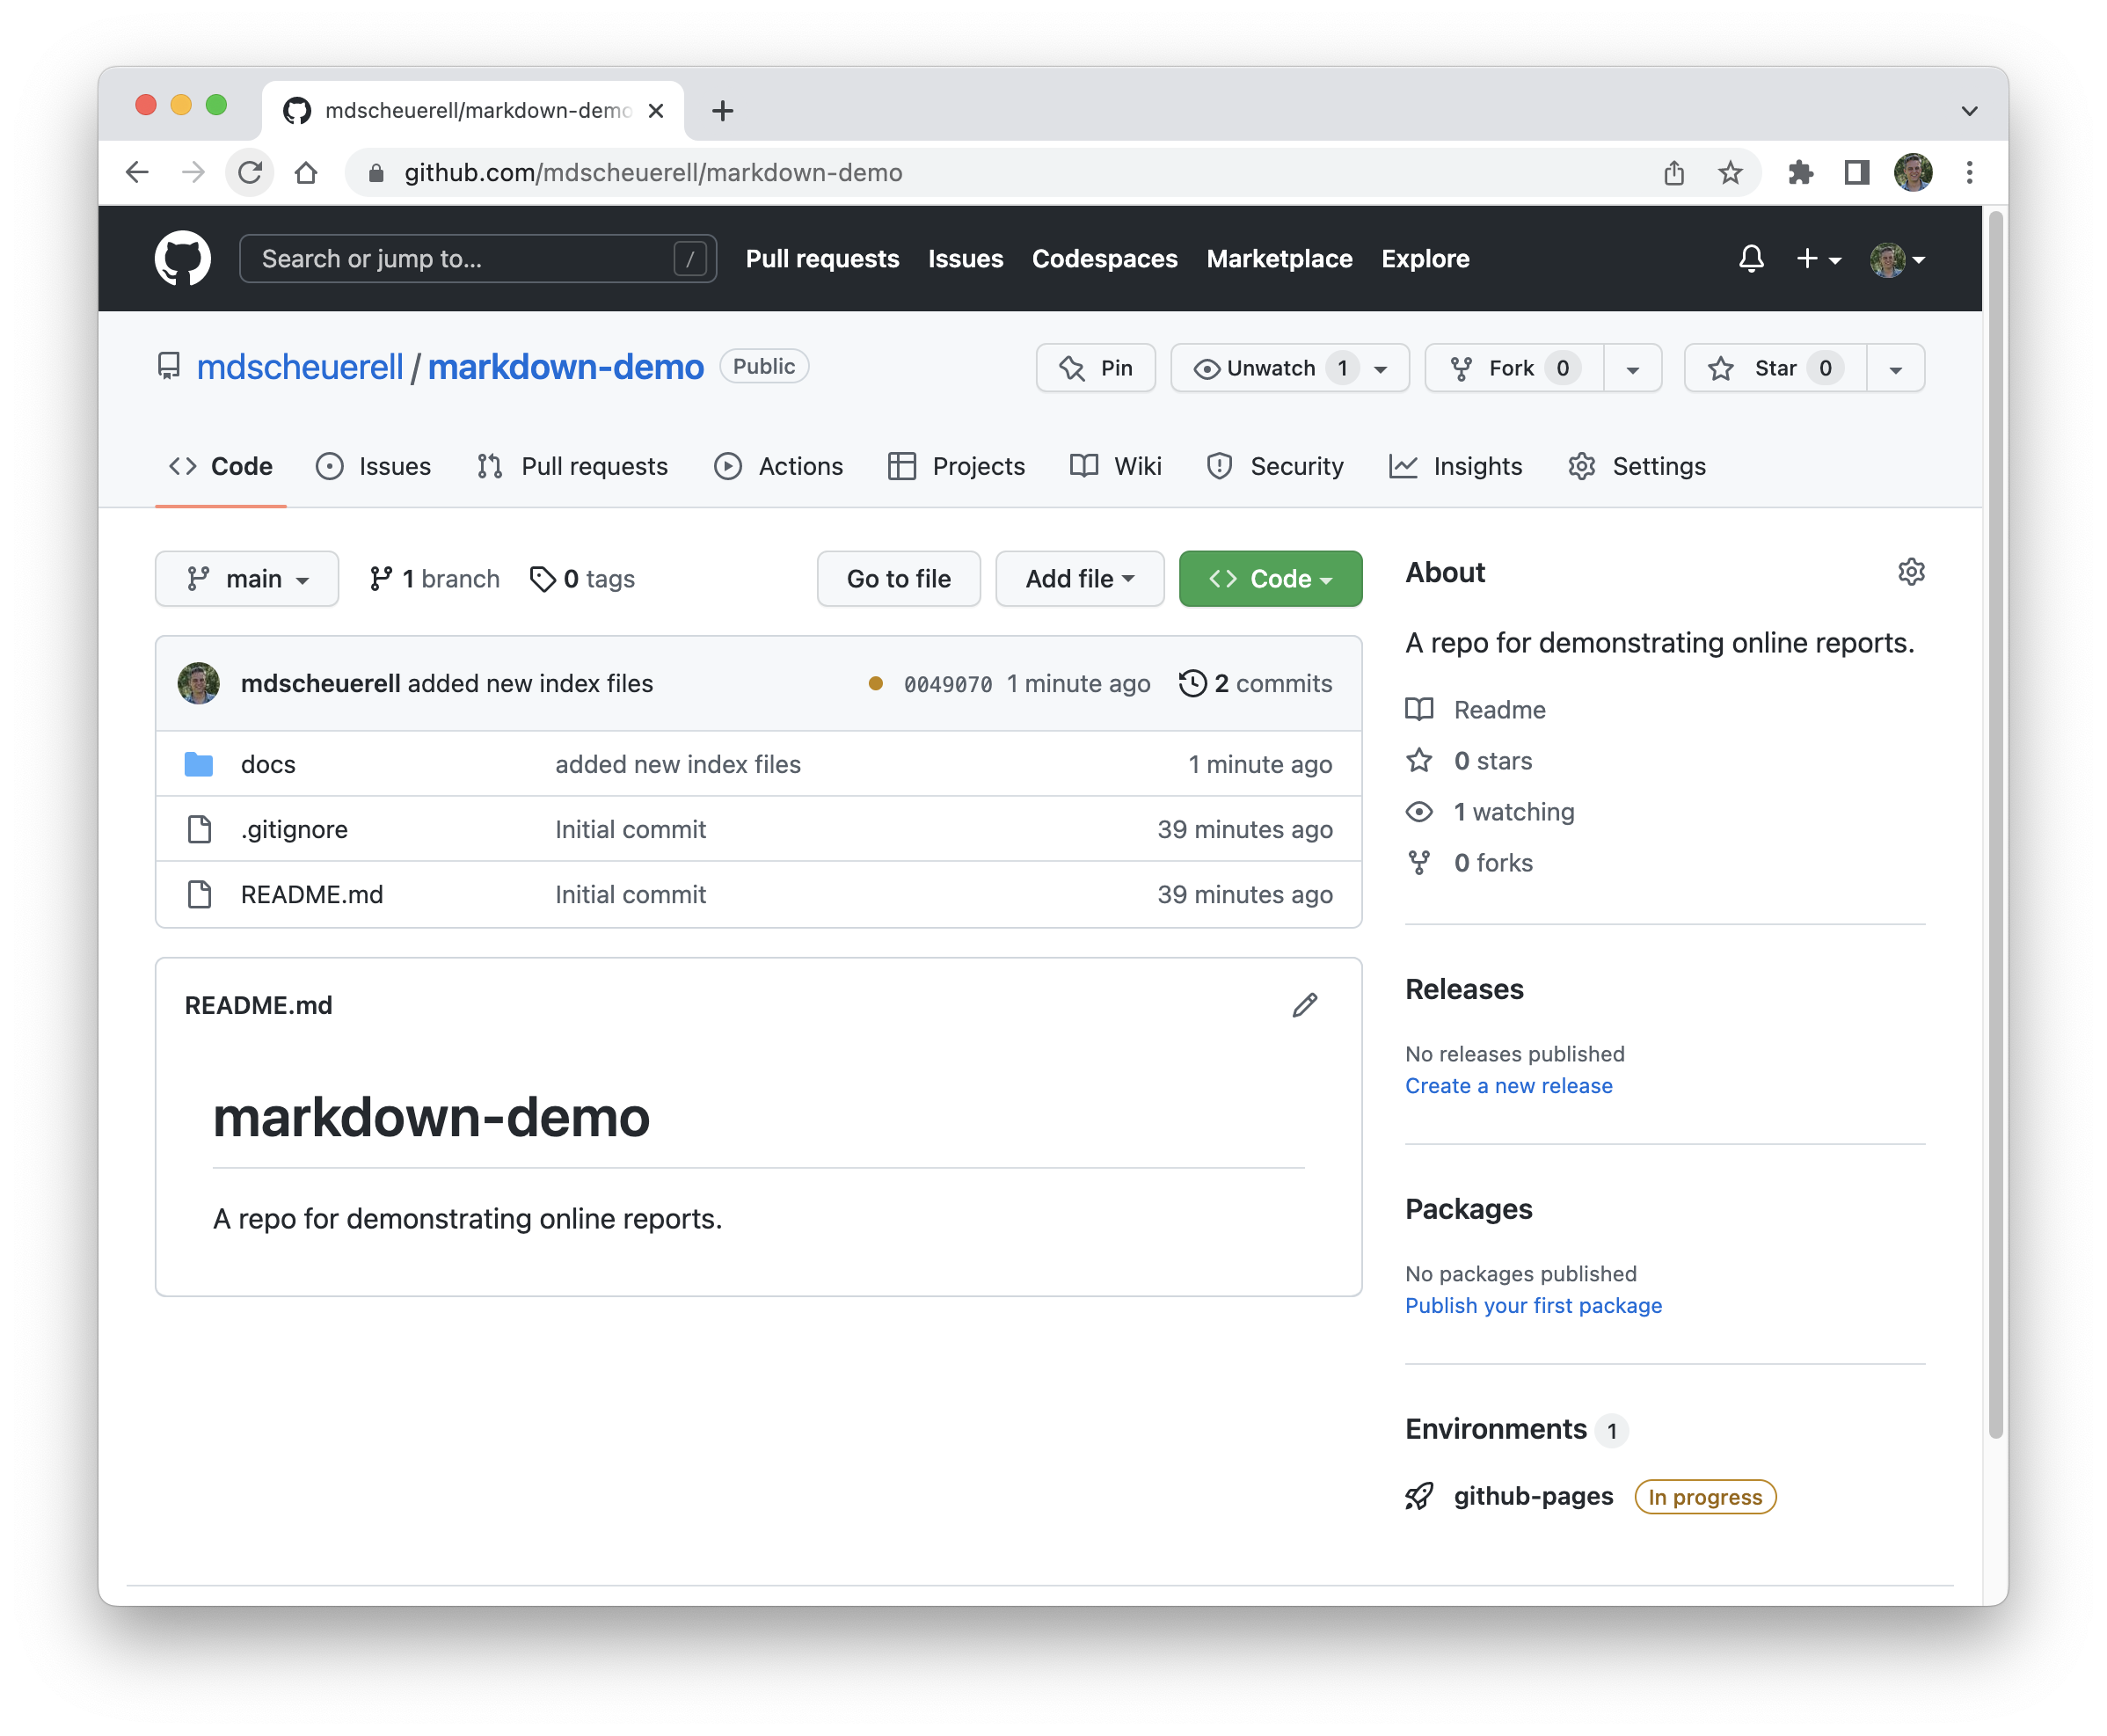 mdscheuerell/markdown-demo
github.com/mdscheuerell/markdown-demo
Search or jump to... /
Pull requests Issues Codespaces Marketplace Explore
mdscheuerell / markdown-demo Public
Pin Unwatch 1 Fork 0 Star 0
Code Issues Pull requests Actions Projects Wiki Security Insights Settings
main 1 branch 0 tags Go to file Add file Code
mdscheuerell added new index files 0049070 1 minute ago 2 commits
docs added new index files 1 minute ago
.gitignore Initial commit 39 minutes ago
README.md Initial commit 39 minutes ago
README.md
markdown-demo
A repo for demonstrating online reports.
About
A repo for demonstrating online reports.
Readme
0 stars
1 watching
0 forks
Releases
No releases published
Create a new release
Packages
No packages published
Publish your first package
Environments 1
github-pages In progress